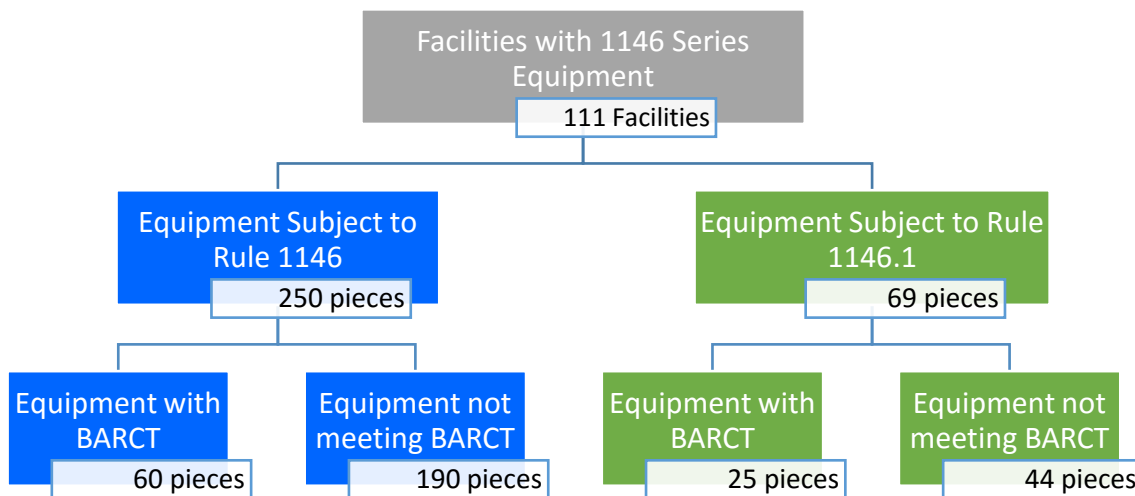 Facilities with 1146 Series
Equipment
111 Facilities
Equipment Subject to
Rule 1146
250 pieces
Equipment Subject to Rule
1146.1
69 pieces
Equipment with
BARCT
60 pieces
Equipment not
meeting BARCT
190 pieces
Equipment with
BARCT
25 pieces
Equipment not
meeting BARCT
44 pieces